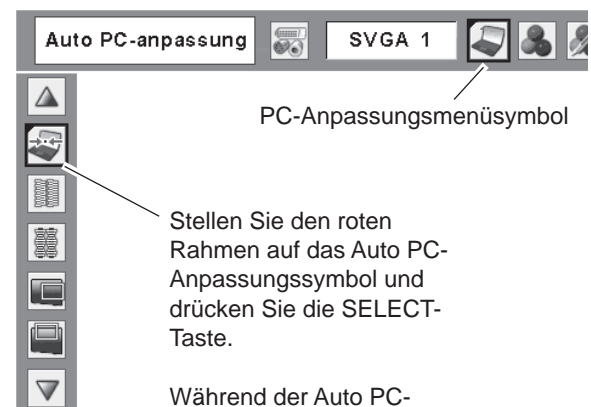 Auto PC-anpassung
SVGA 1
PC-Anpassungsmenüsymbol
Stellen Sie den roten
Rahmen auf das Auto PC-
Anpassungssymbol und
drücken Sie die SELECT-
Taste.
Während der Auto PC-